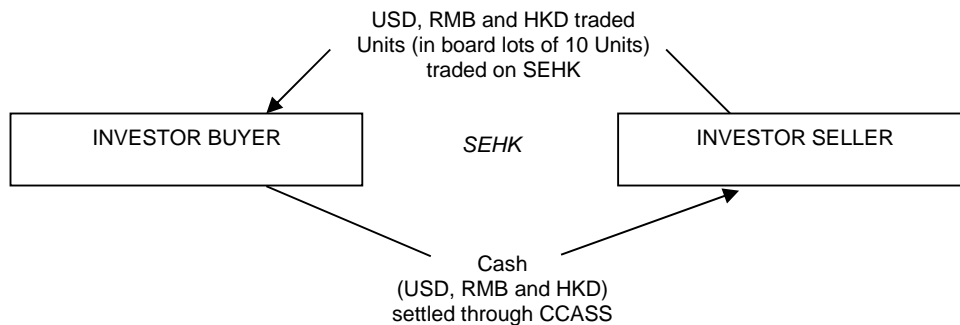 USD, RMB and HKD traded
Units (in board lots of 10 Units)
traded on SEHK
INVESTOR BUYER
SEHK
INVESTOR SELLER
Cash
(USD, RMB and HKD)
settled through CCASS